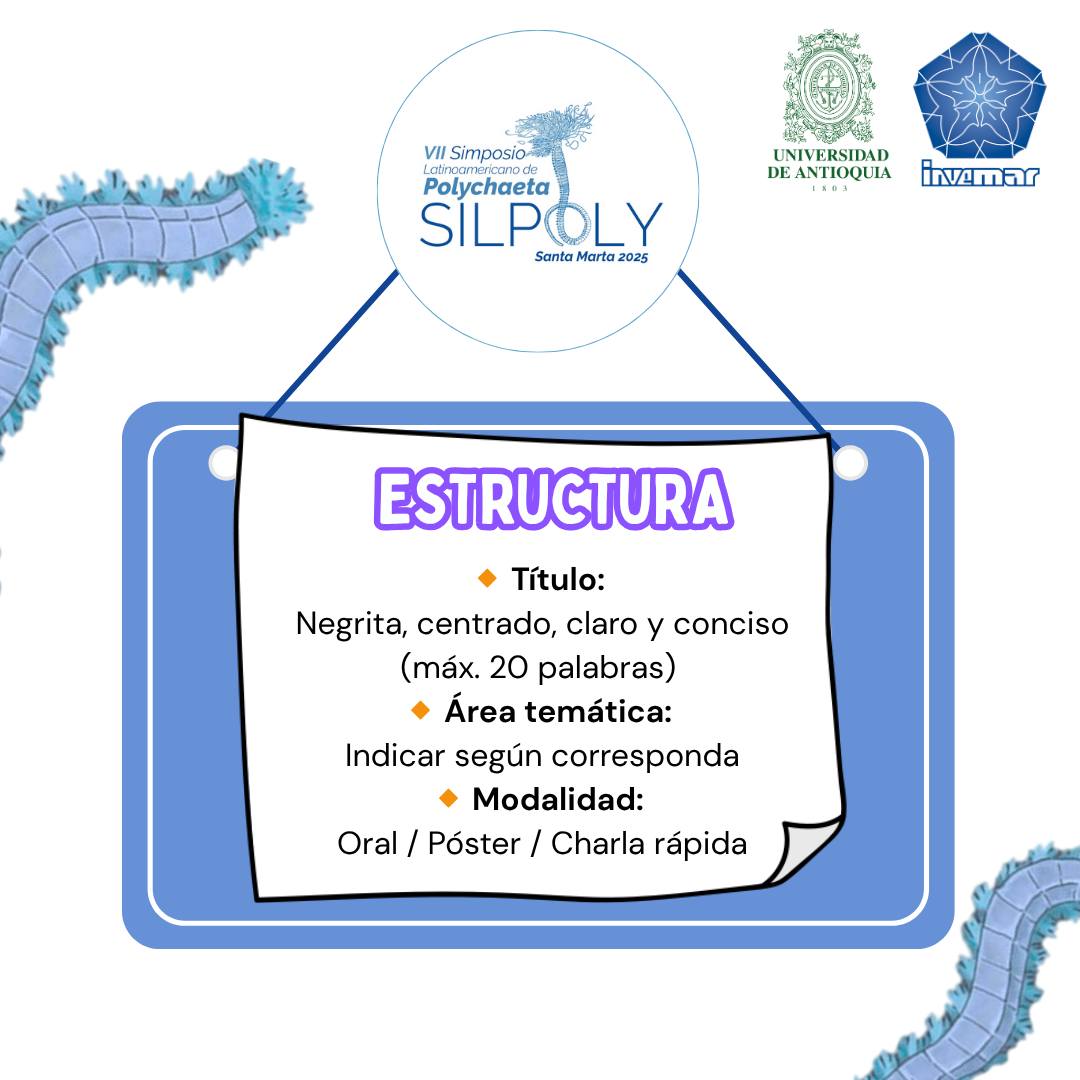 VII Simposio
Latinoamericano de
Polychaeta
SILPOLY
Santa Marta 2025
UNIVERSIDAD
DE ANTIOQUIA
1803
invemar
ESTRUCTURA
🔸 Título:
Negrita, centrado, claro y conciso
(máx. 20 palabras)
🔸 Área temática:
Indicar según corresponda
🔸 Modalidad:
Oral / Póster / Charla rápida